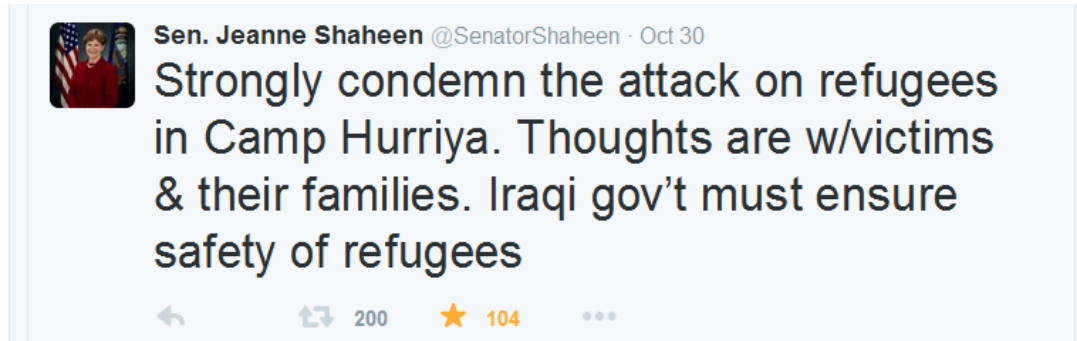 Sen. Jeanne Shaheen @SenatorShaheen · Oct 30
Strongly condemn the attack on refugees
in Camp Hurriya. Thoughts are w/victims
& their families. Iraqi gov’t must ensure
safety of refugees
200 104